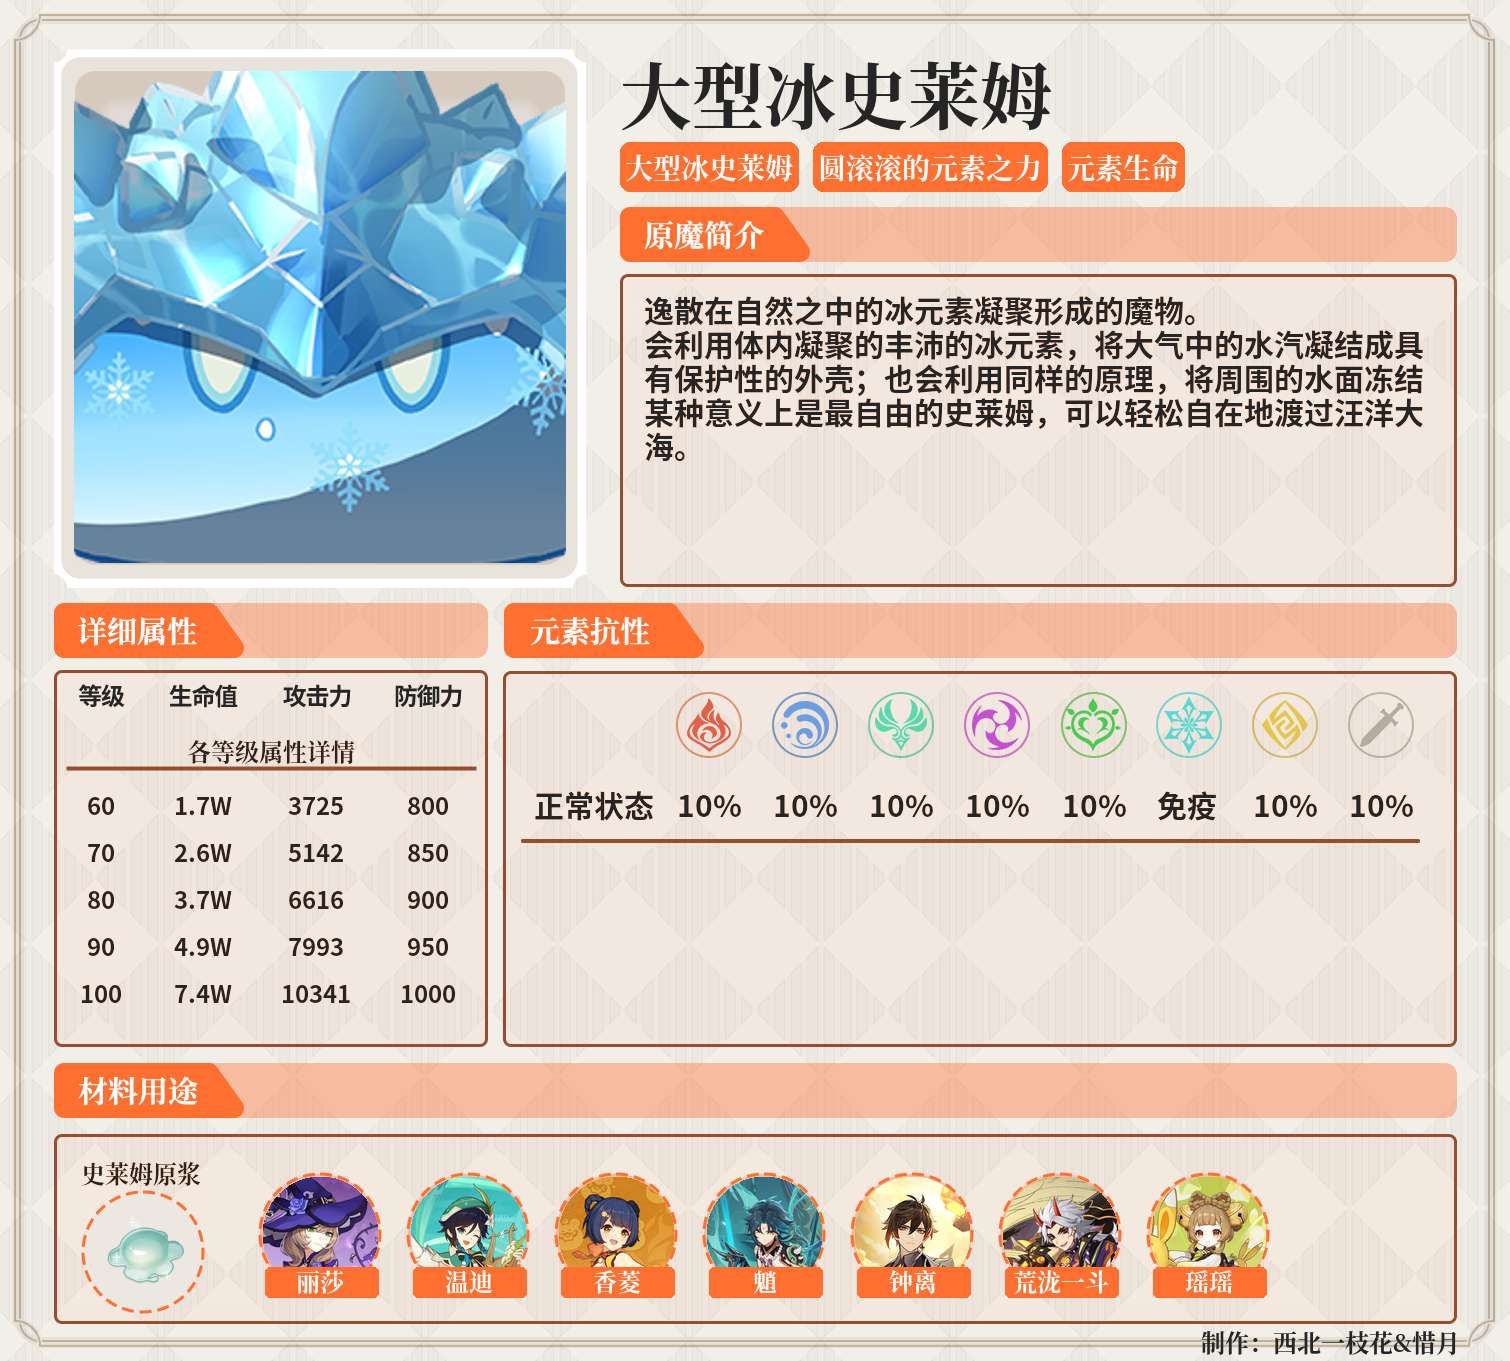 大型冰史莱姆
大型冰史莱姆 圆滚滚的元素之力 元素生命
原魔简介
逸散在自然之中的冰元素凝聚形成的魔物。
会利用体内凝聚的丰沛的冰元素，将大气中的水汽凝结成具
有保护性的外壳；也会利用同样的原理，将周围的水面冻结
某种意义上是最自由的史莱姆，可以轻松自在地渡过汪洋大
海。
详细属性
等级 生命值 攻击力 防御力
各等级属性详情
60 1.7W 3725 800
70 2.6W 5142 850
80 3.7W 6616 900
90 4.9W 7993 950
100 7.4W 10341 1000
元素抗性
正常状态 10% 10% 10% 10% 10% 免疫 10% 10%
材料用途
史莱姆原浆
丽莎 温迪 香菱 魈 钟离 荒泷一斗 瑶瑶
制作：西北一枝花&惜月